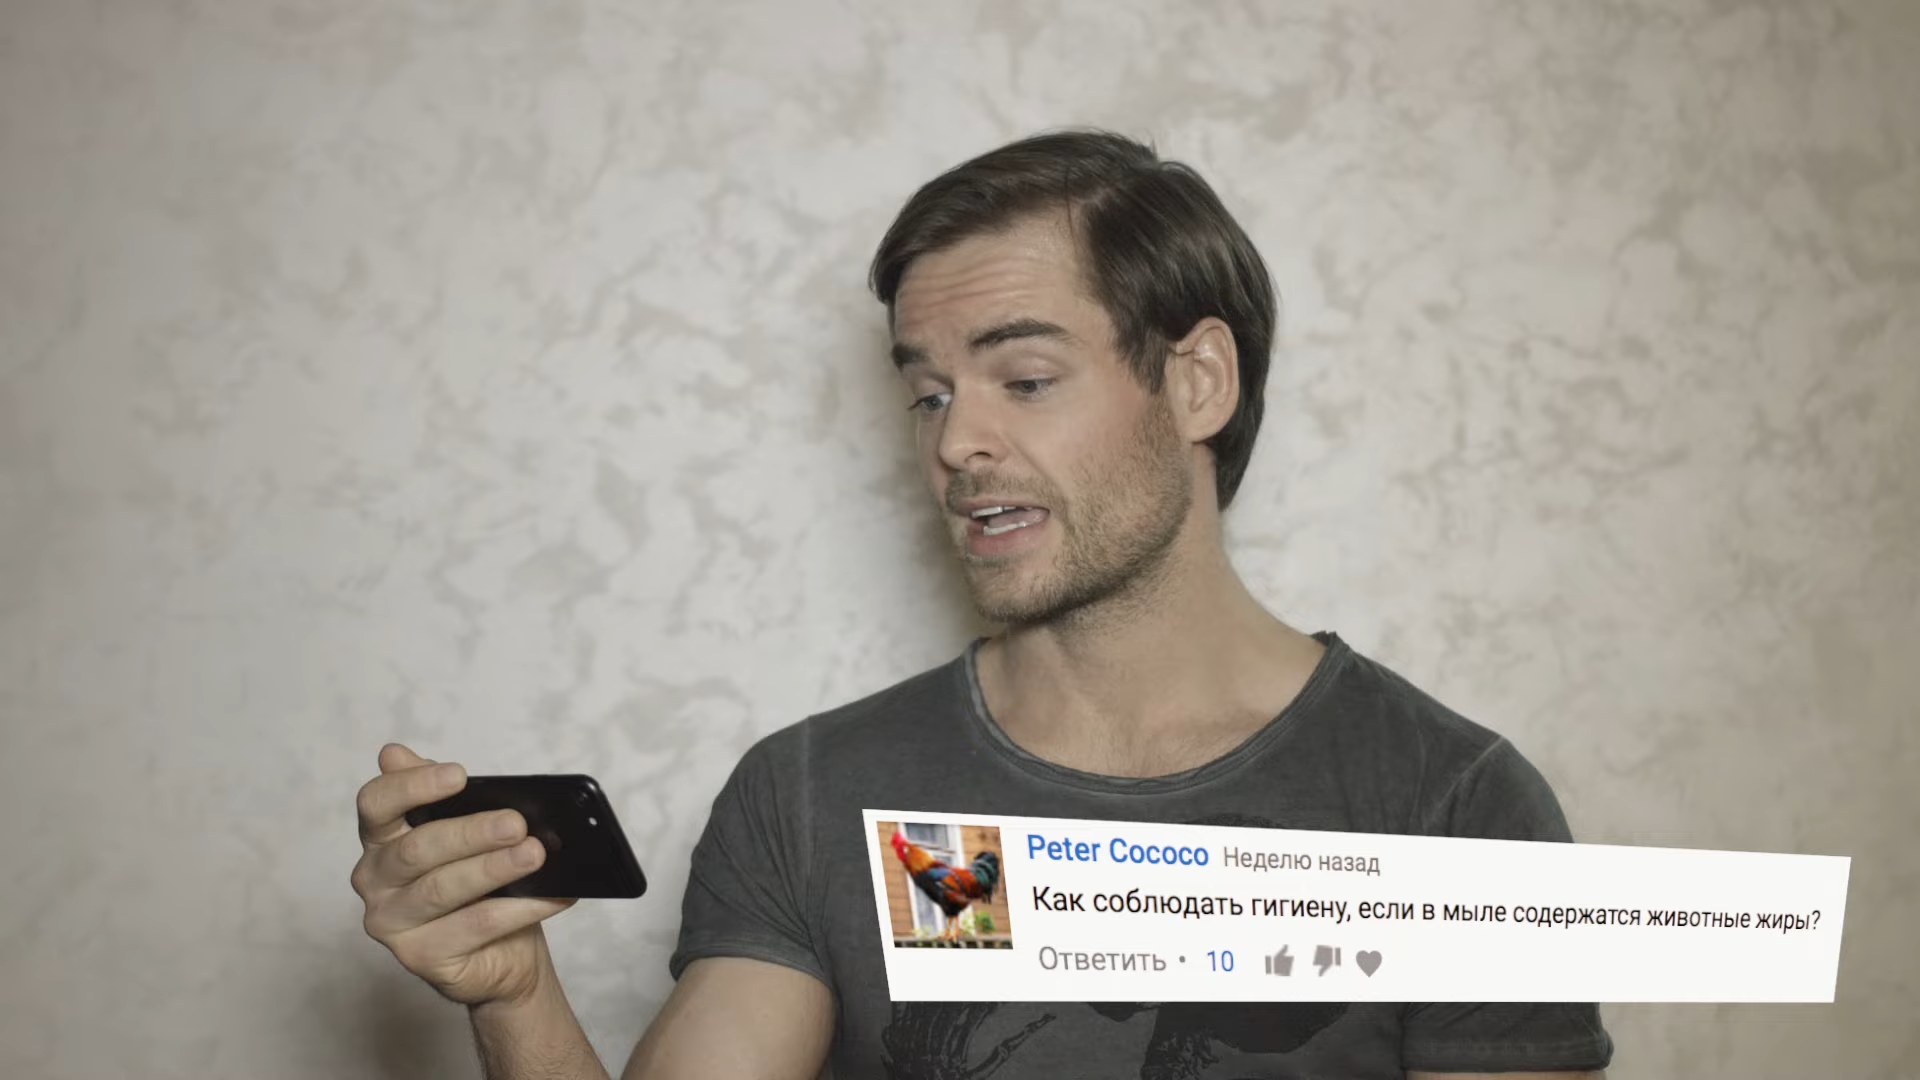 Peter Cococo Неделю назад
Как соблюдать гигиену, если в мыле содержатся животные жиры?
Ответить • 10